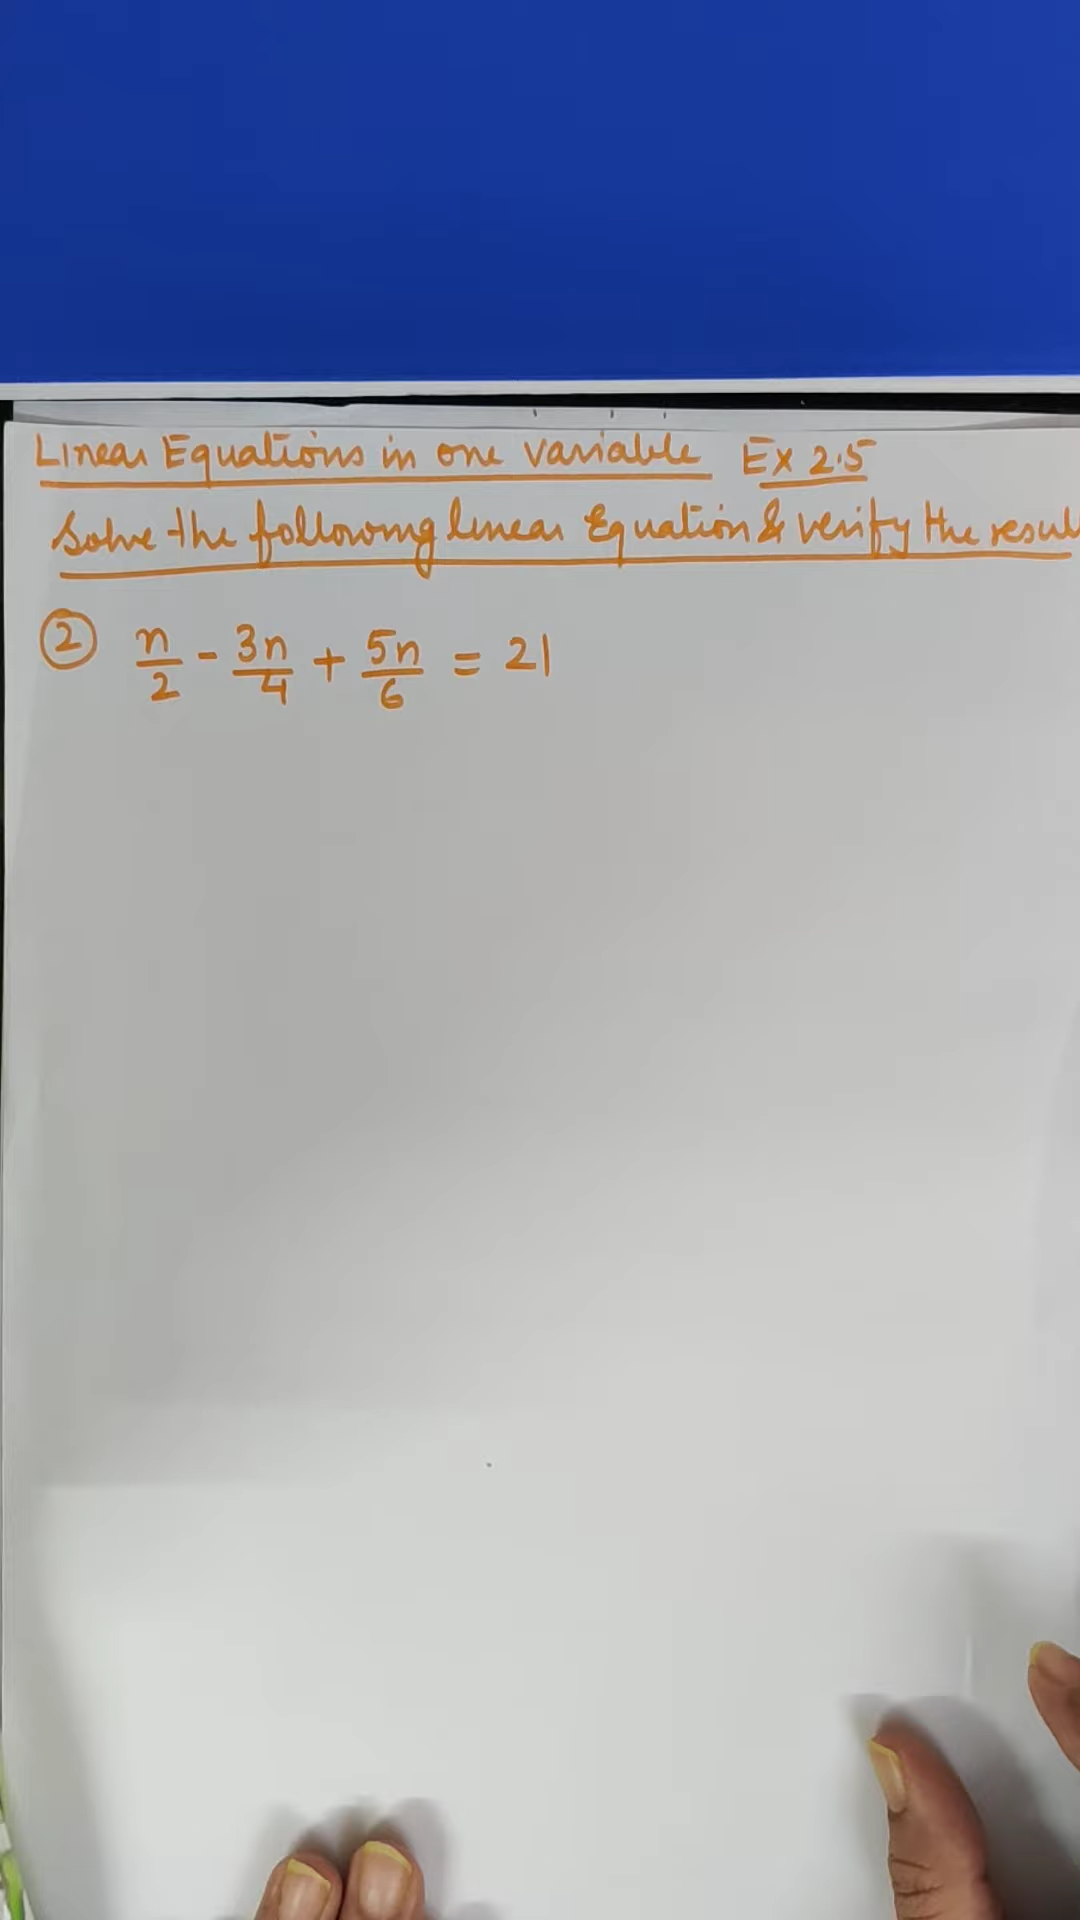 Linear Equations in one variable Ex 2.5
Solve the following linear Equation & verify the resul
② n/2 - 3n/4 + 5n/6 = 21